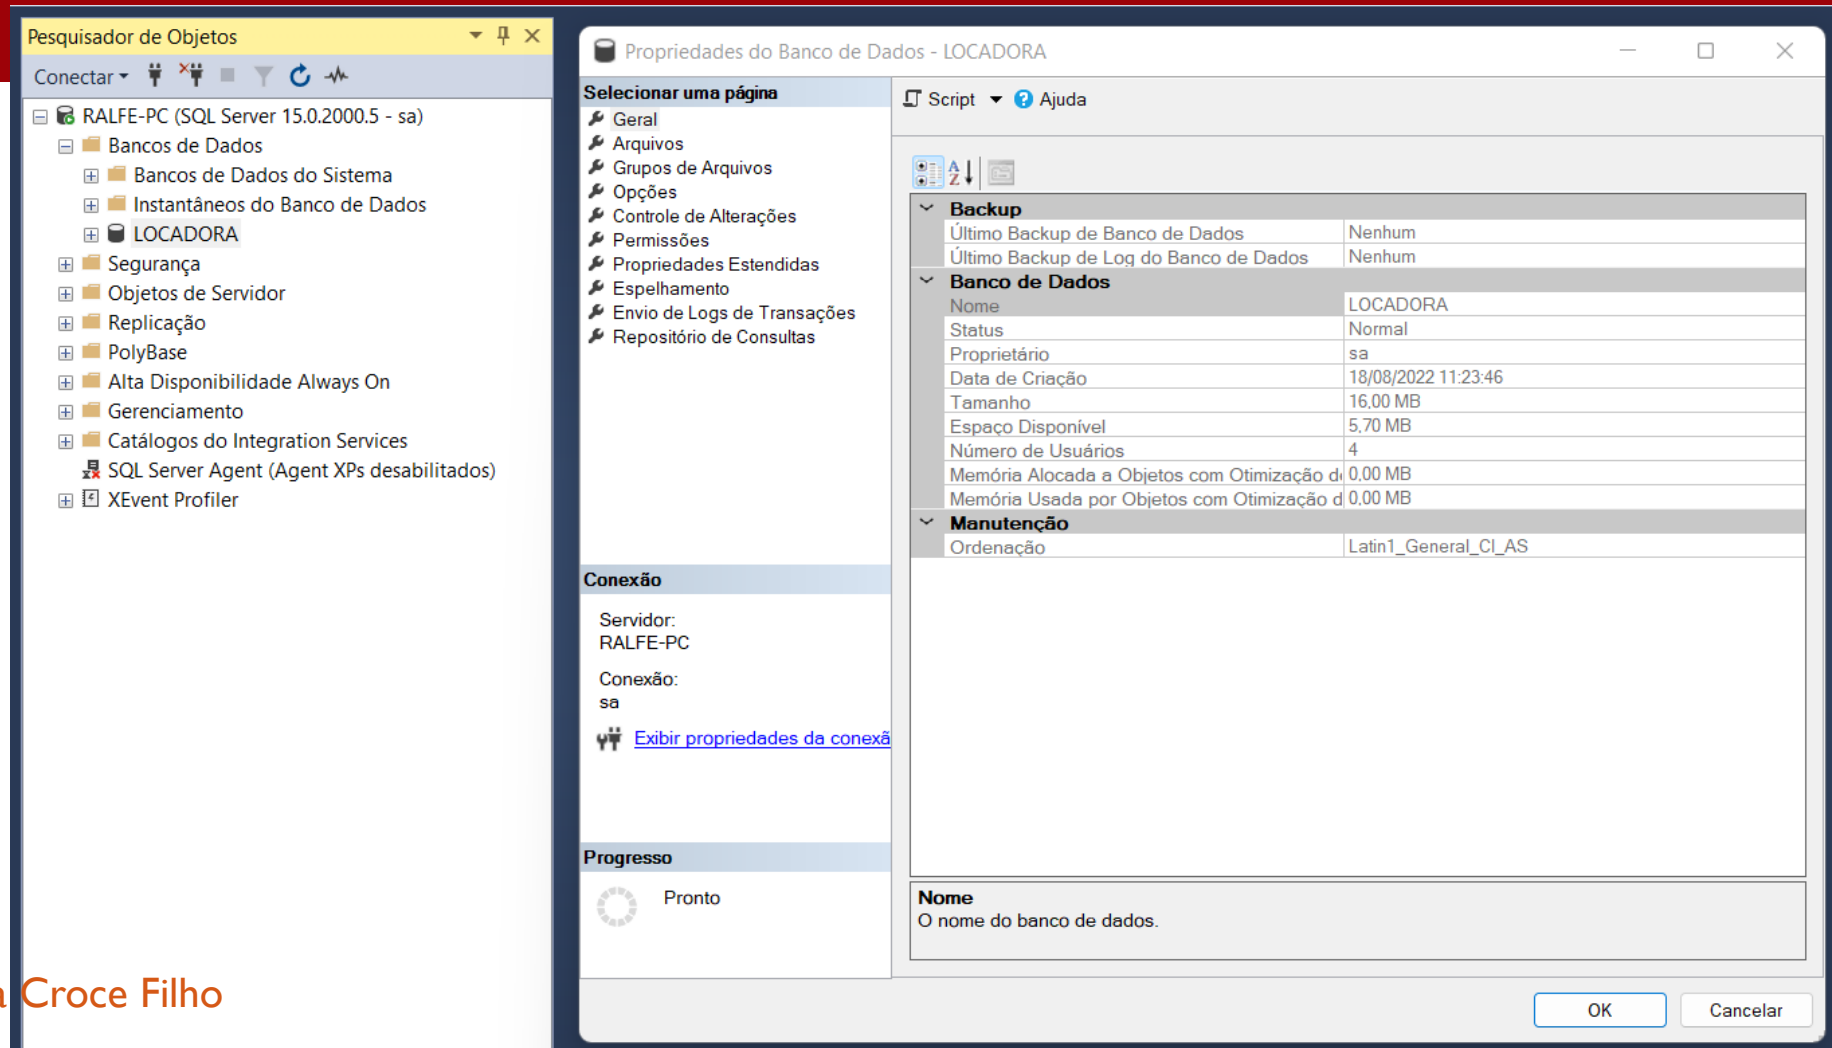 Pesquisador de Objetos
Conectar
RALFE-PC (SQL Server 15.0.2000.5 - sa)
Bancos de Dados
Bancos de Dados do Sistema
Instantâneos do Banco de Dados
LOCADORA
Segurança
Objetos de Servidor
Replicação
PolyBase
Alta Disponibilidade Always On
Gerenciamento
Catálogos do Integration Services
SQL Server Agent (Agent XPs desabilitados)
XEvent Profiler
Croce Filho
Propriedades do Banco de Dados - LOCADORA
Selecionar uma página
Geral
Arquivos
Grupos de Arquivos
Opções
Controle de Alterações
Permissões
Propriedades Estendidas
Espelhamento
Envio de Logs de Transações
Repositório de Consultas
Conexão
Servidor:
RALFE-PC
Conexão:
sa
Exibir propriedades da conexã
Progresso
Pronto
Script Ajuda
Backup
Último Backup de Banco de Dados Nenhum
Último Backup de Log do Banco de Dados Nenhum
Banco de Dados
Nome LOCADORA
Status Normal
Proprietário sa
Data de Criação 18/08/2022 11:23:46
Tamanho 16,00 MB
Espaço Disponível 5,70 MB
Número de Usuários 4
Memória Alocada a Objetos com Otimização d 0,00 MB
Memória Usada por Objetos com Otimização d 0,00 MB
Manutenção
Ordenação Latin1_General_CI_AS
Nome
O nome do banco de dados.
OK Cancelar